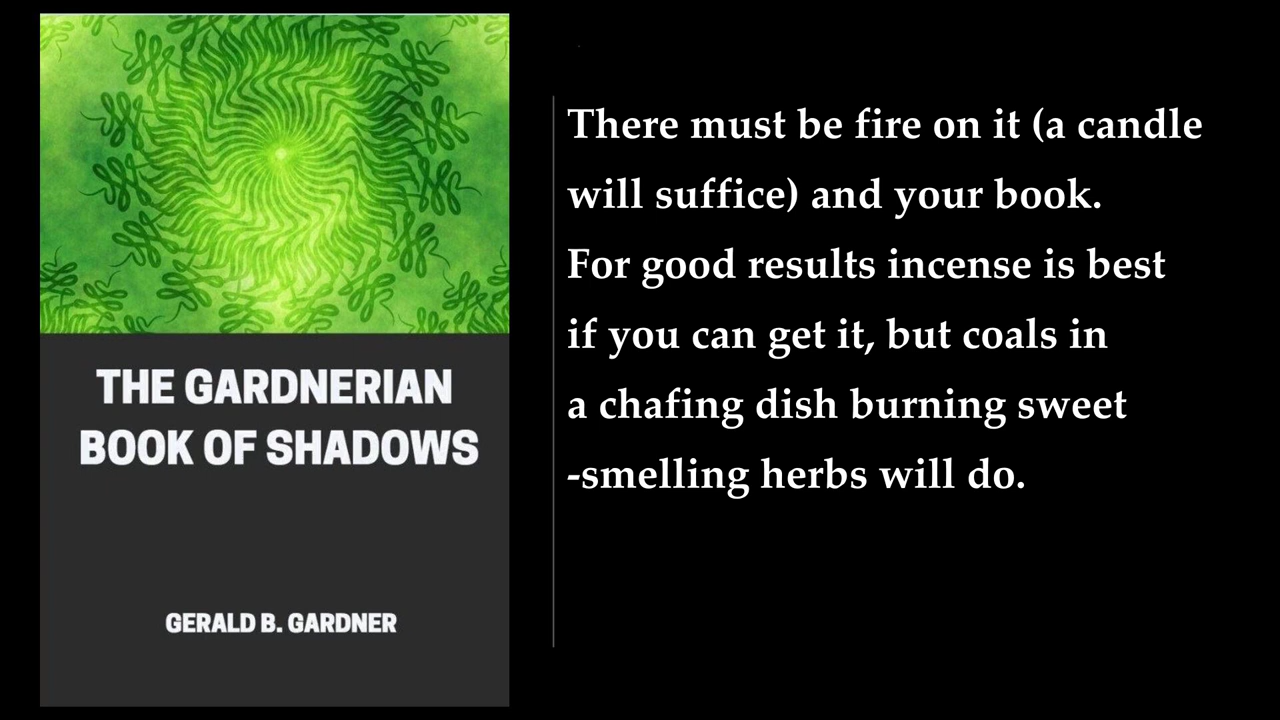 THE GARDNERIAN
BOOK OF SHADOWS
GERALD B. GARDNER
There must be fire on it (a candle
will suffice) and your book.
For good results incense is best
if you can get it, but coals in
a chafing dish burning sweet
-smelling herbs will do.